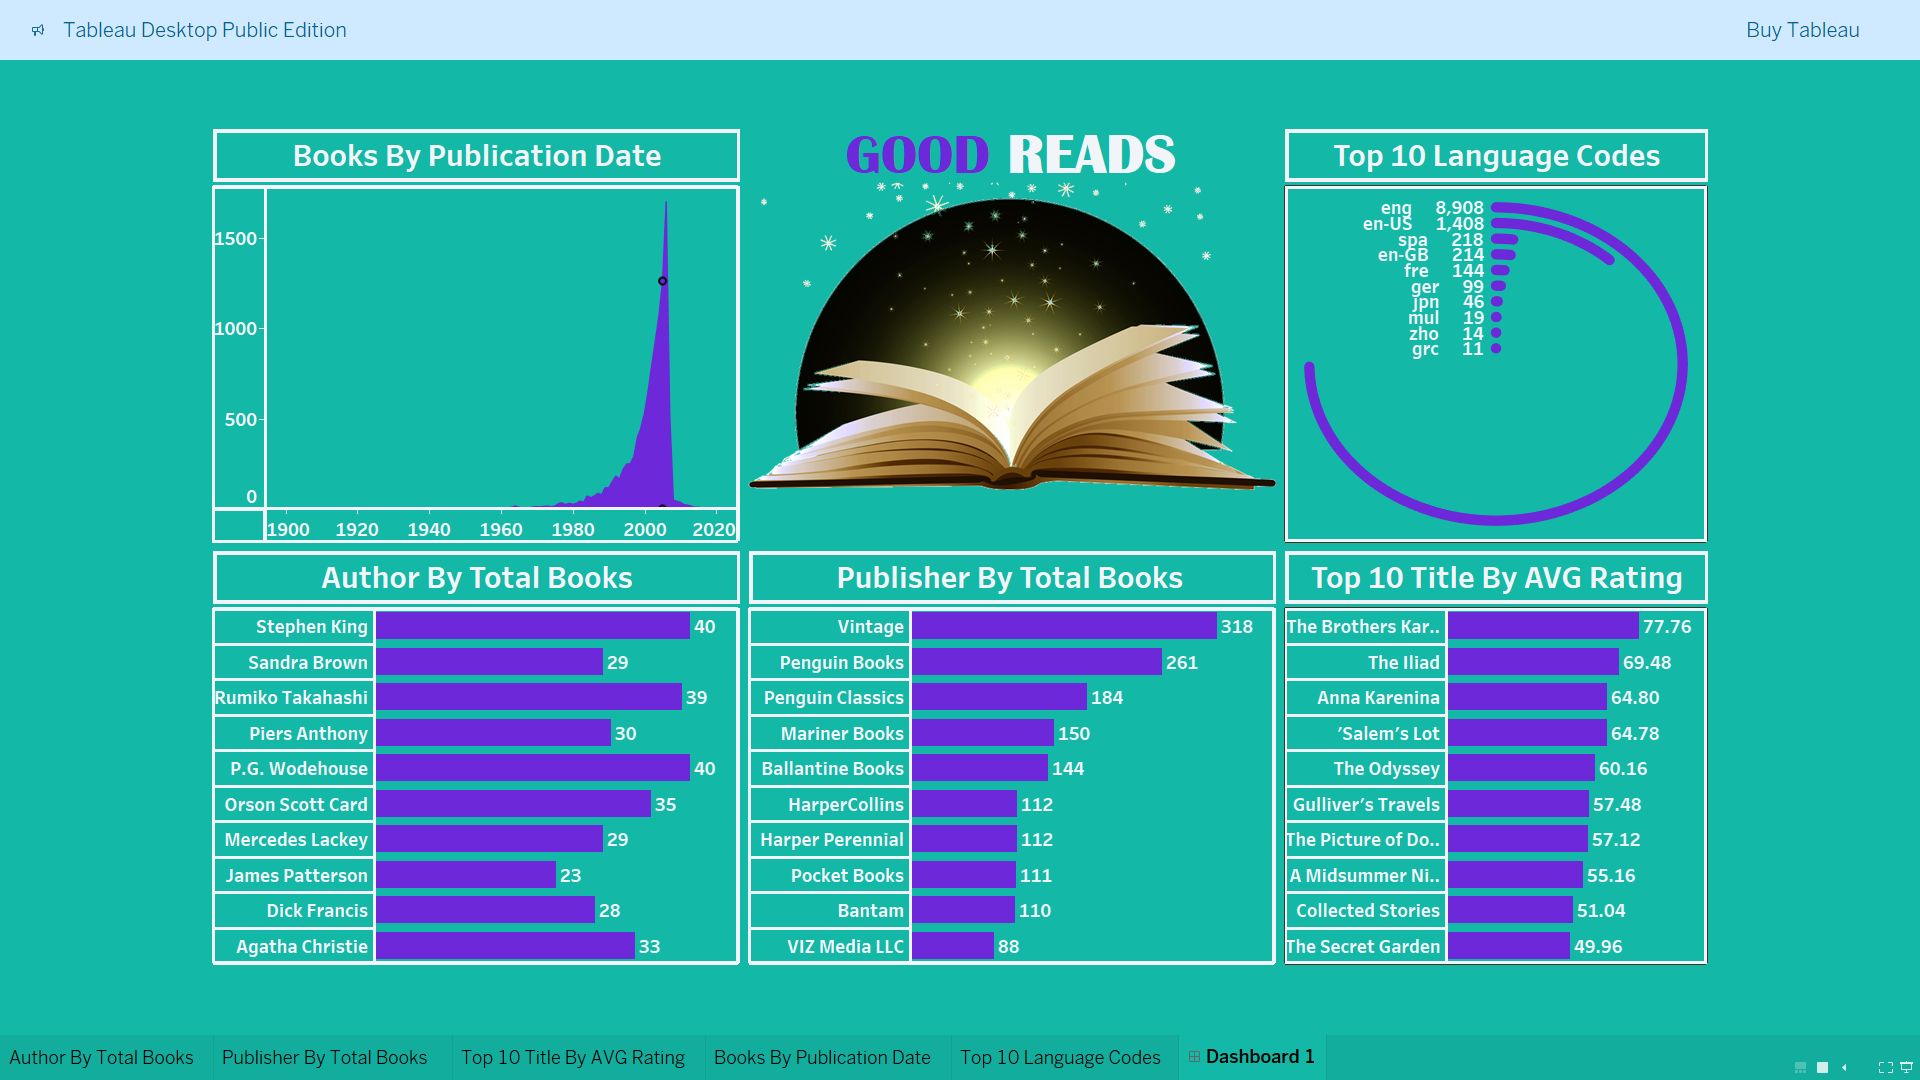 Tableau Desktop Public Edition
Buy Tableau
Books By Publication Date
1500
1000
500
0
1900 1920 1940 1960 1980 2000 2020
GOOD READS
Top 10 Language Codes
eng 8,908
en-US 1,408
spa 218
en-GB 214
fre 144
ger 99
jpn 46
mul 19
zho 14
grc 11
Author By Total Books
Stephen King 40
Sandra Brown 29
Rumiko Takahashi 39
Piers Anthony 30
P.G. Wodehouse 40
Orson Scott Card 35
Mercedes Lackey 29
James Patterson 23
Dick Francis 28
Agatha Christie 33
Publisher By Total Books
Vintage 318
Penguin Books 261
Penguin Classics 184
Mariner Books 150
Ballantine Books 144
HarperCollins 112
Harper Perennial 112
Pocket Books 111
Bantam 110
VIZ Media LLC 88
Top 10 Title By AVG Rating
The Brothers Kar.. 77.76
The Iliad 69.48
Anna Karenina 64.80
'Salem's Lot 64.78
The Odyssey 60.16
Gulliver's Travels 57.48
The Picture of Do.. 57.12
A Midsummer Ni.. 55.16
Collected Stories 51.04
The Secret Garden 49.96
Author By Total Books Publisher By Total Books Top 10 Title By AVG Rating Books By Publication Date Top 10 Language Codes Dashboard 1